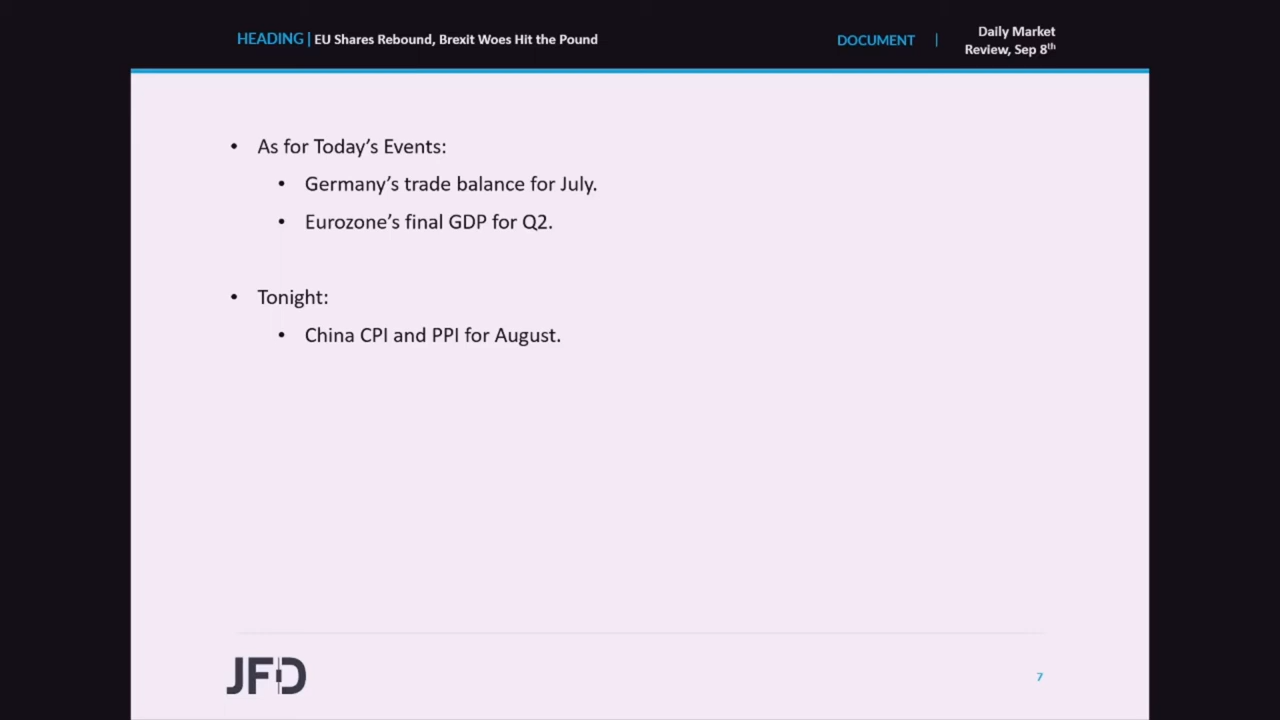 HEADING | EU Shares Rebound, Brexit Woes Hit the Pound
DOCUMENT |
Daily Market
Review, Sep 8th
• As for Today’s Events:
• Germany’s trade balance for July.
• Eurozone’s final GDP for Q2.
• Tonight:
• China CPI and PPI for August.
JFD
7